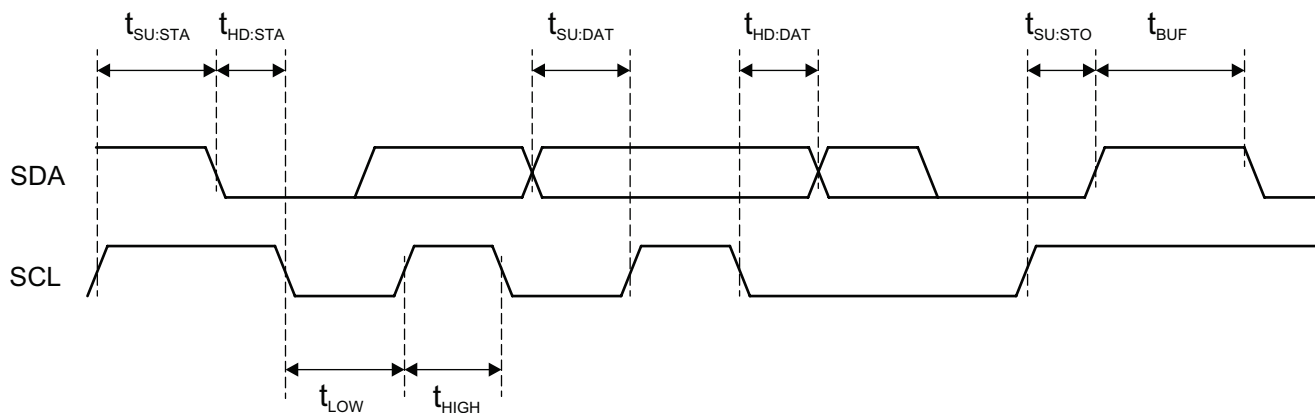 tSU:STA tHD:STA tSU:DAT tHD:DAT tSU:STO tBUF
SDA
SCL
tLOW tHIGH